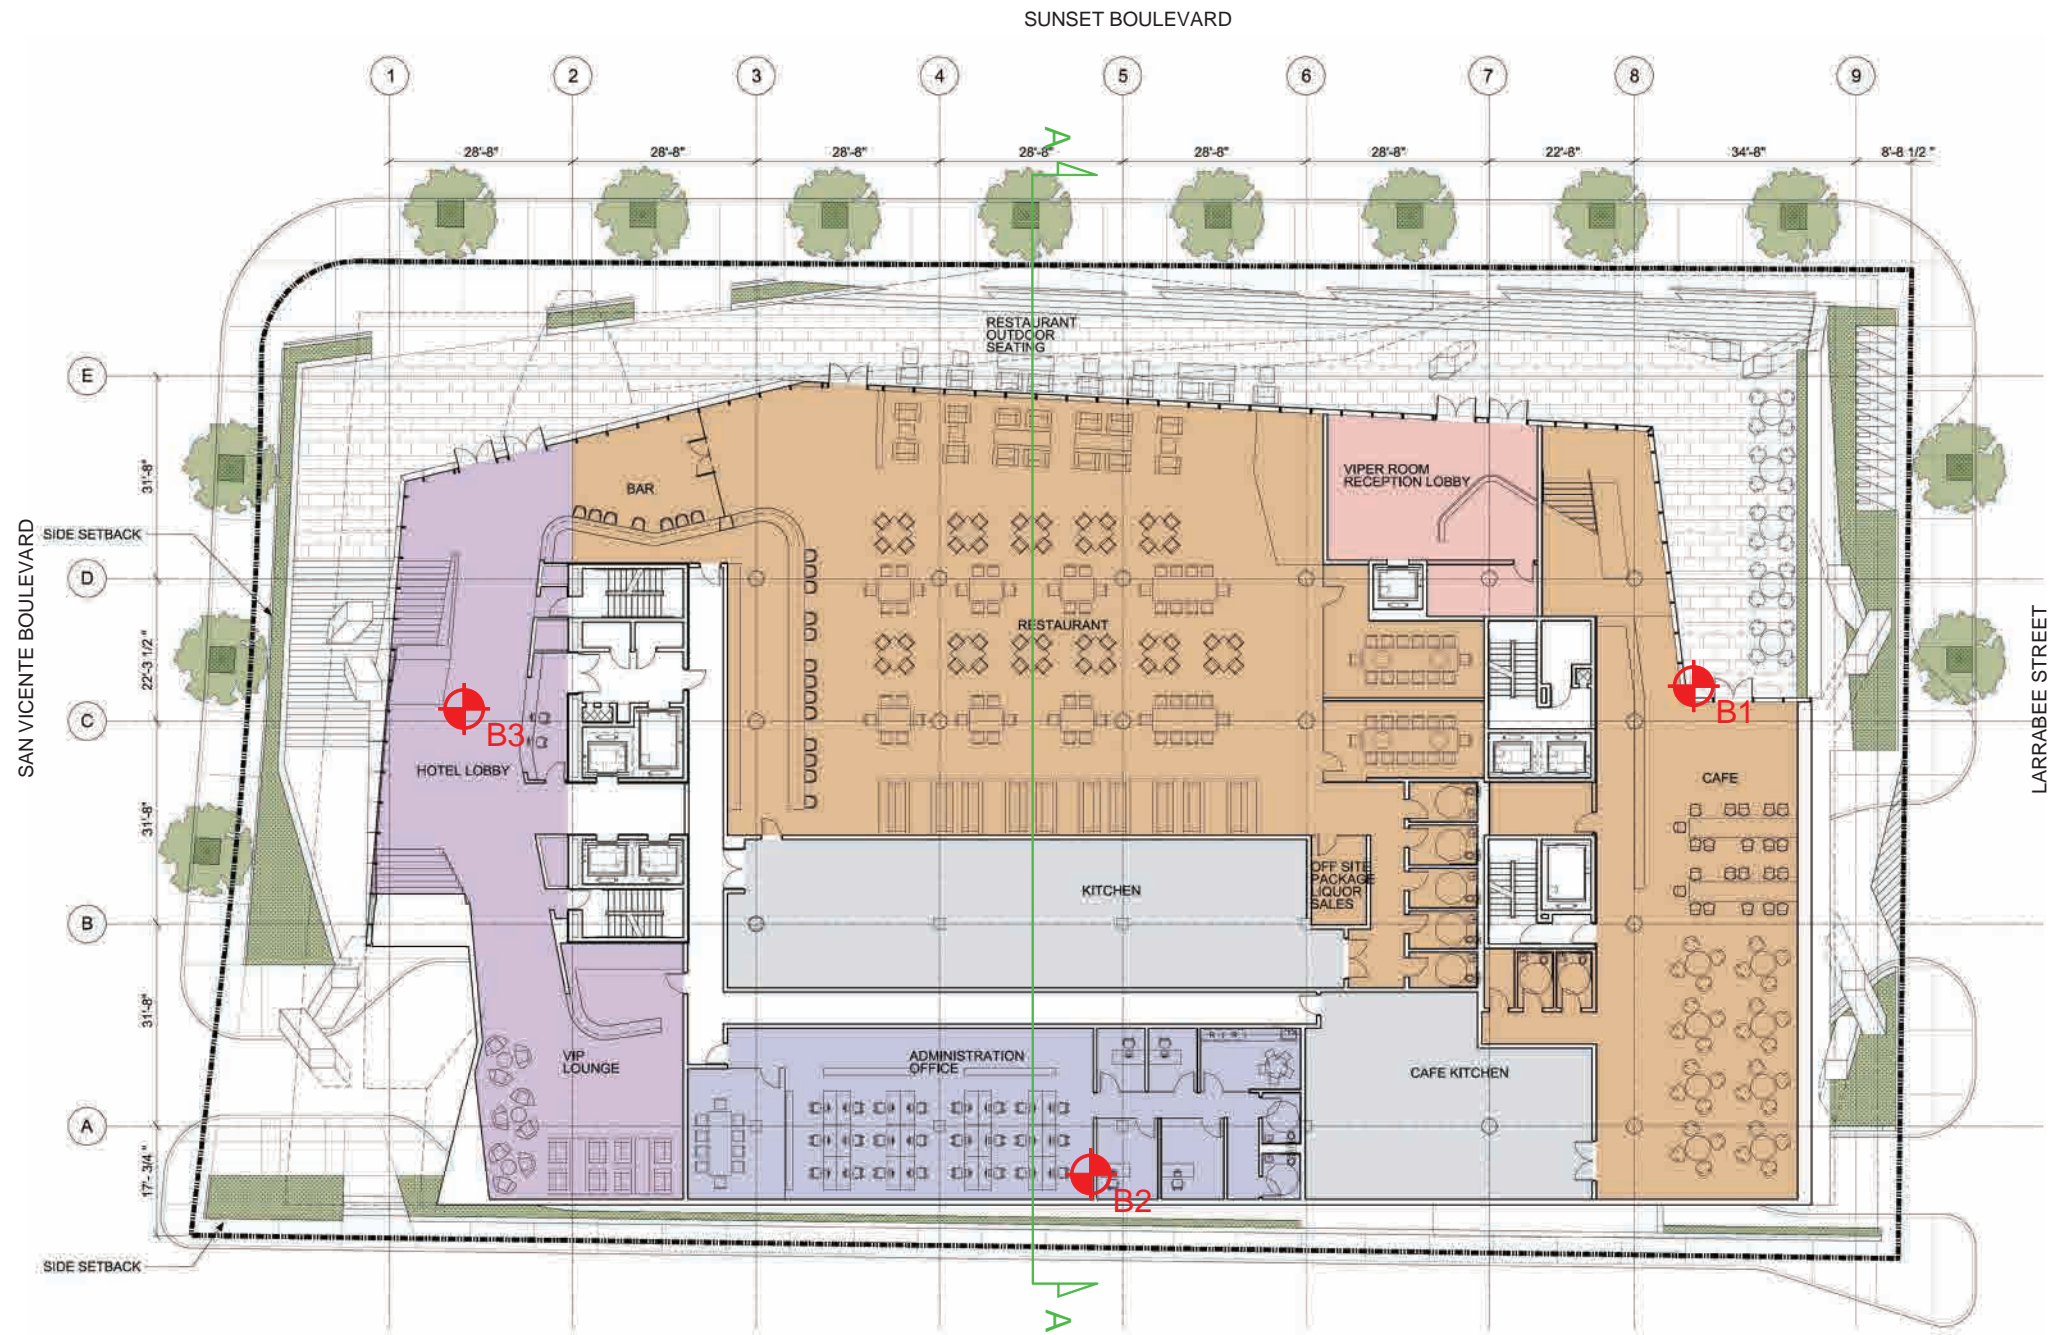 SUNSET BOULEVARD
1 2 3 4 5 6 7 8 9
A
28'-8" 28'-8" 28'-8" 28'-8" 28'-8" 28'-8" 22'-8" 34'-8" 8'-8 1/2"
RESTAURANT
OUTDOOR
SEATING
E
VIPER ROOM
RECEPTION LOBBY
BAR
31'-8"
SIDE SETBACK
D
RESTAURANT
22'-3 1/2"
SAN VICENTE BOULEVARD
LARRABEE STREET
B1
C
B3
HOTEL LOBBY
CAFE
31'-8"
OFF SITE
PACKAGE
LIQUOR
SALES
KITCHEN
B
31'-8"
VIP
LOUNGE
ADMINISTRATION
OFFICE
CAFE KITCHEN
A
17'- 3/4"
B2
SIDE SETBACK
A